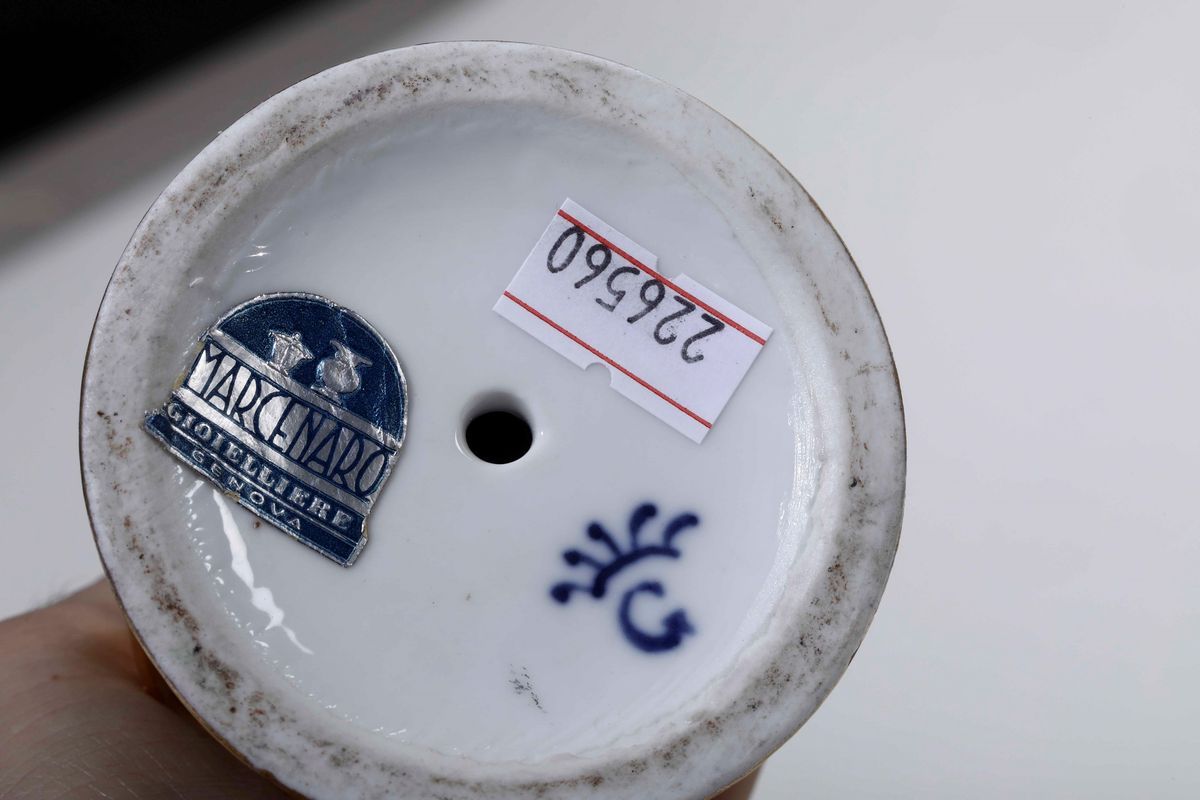 MARCENARO
GIOIELLIERE
GENOVA
226560
G